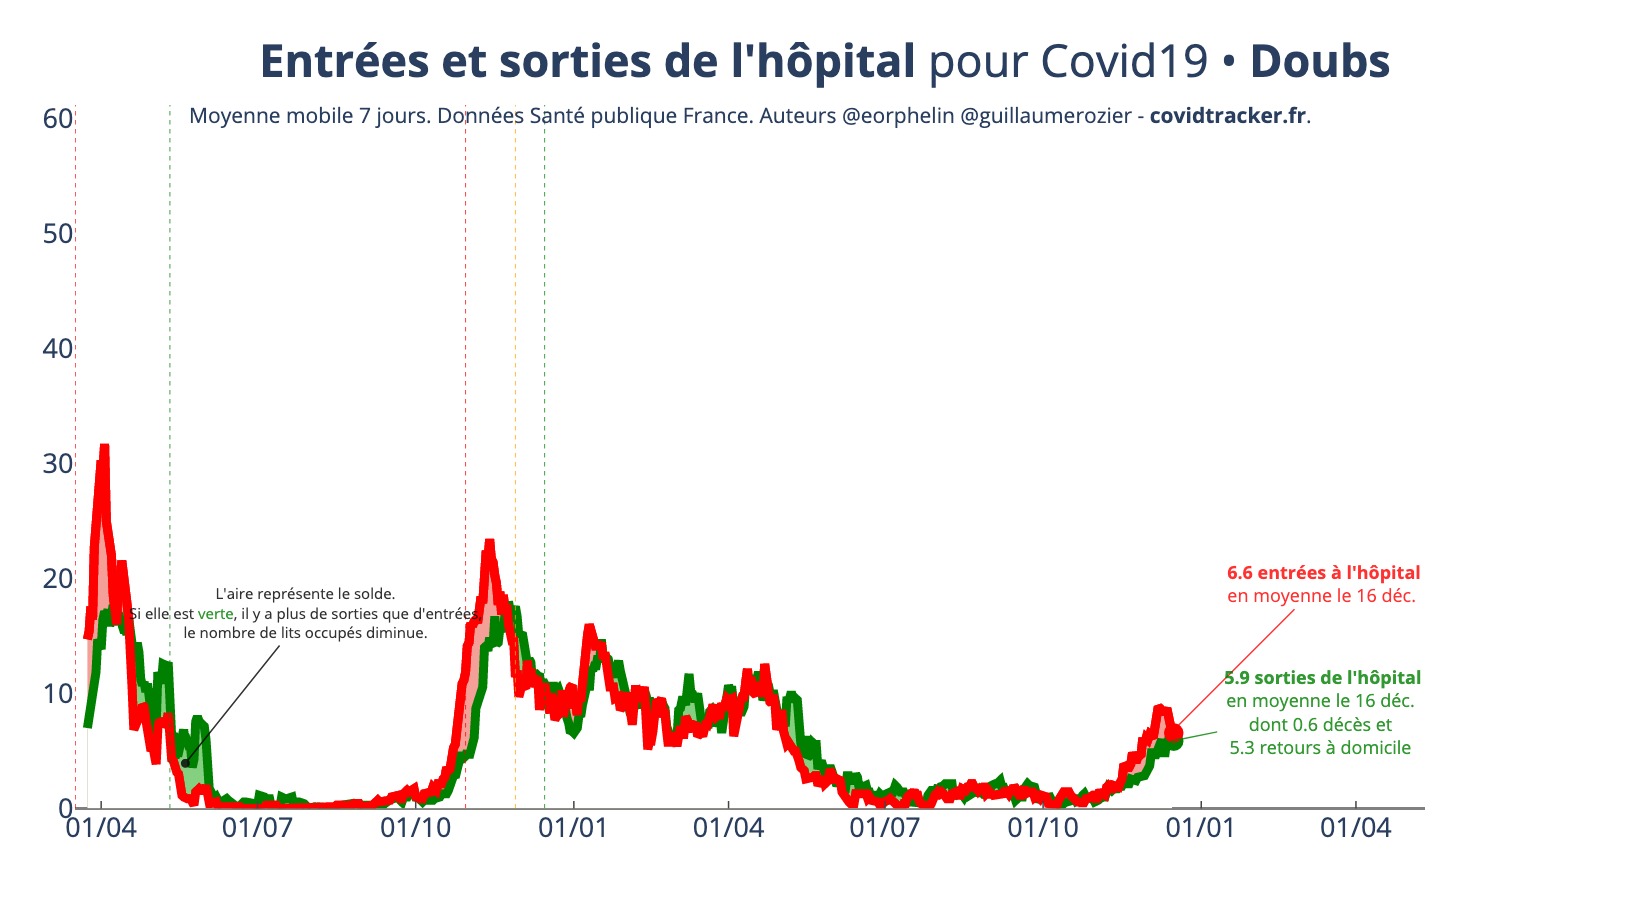 Entrées et sorties de l'hôpital pour Covid19 • Doubs
Moyenne mobile 7 jours. Données Santé publique France. Auteurs @eorphelin @guillaumerozier - covidtracker.fr.
60
50
40
30
20
10
0
L'aire représente le solde.
Si elle est verte, il y a plus de sorties que d'entrées,
le nombre de lits occupés diminue.
6.6 entrées à l'hôpital
en moyenne le 16 déc.
5.9 sorties de l'hôpital
en moyenne le 16 déc.
dont 0.6 décès et
5.3 retours à domicile
01/04 01/07 01/10 01/01 01/04 01/07 01/10 01/01 01/04